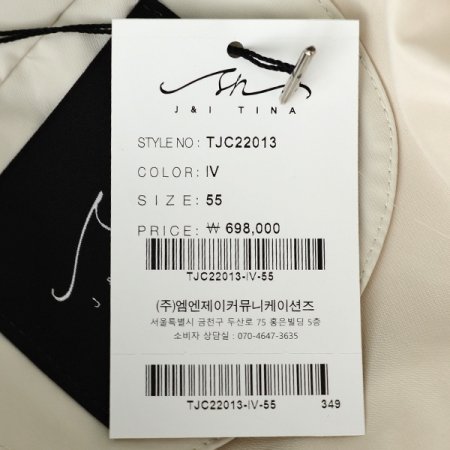 J & I TINA
STYLE NO : TJC22013
COLOR: IV
SIZE: 55
PRICE: ₩ 698,000
TJC22013-IV-55
(주)엠엔제이커뮤니케이션즈
서울특별시 금천구 두산로 75 홍은빌딩 5층
소비자 상담실 : 070-4647-3635
TJC22013-IV-55 349